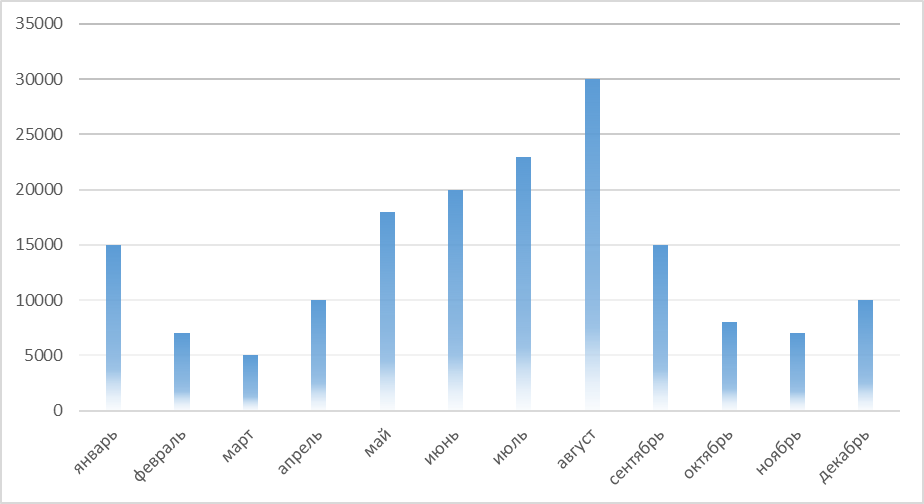 35000
30000
25000
20000
15000
10000
5000
0
январь
февраль
март
апрель
май
июнь
июль
август
сентябрь
октябрь
ноябрь
декабрь